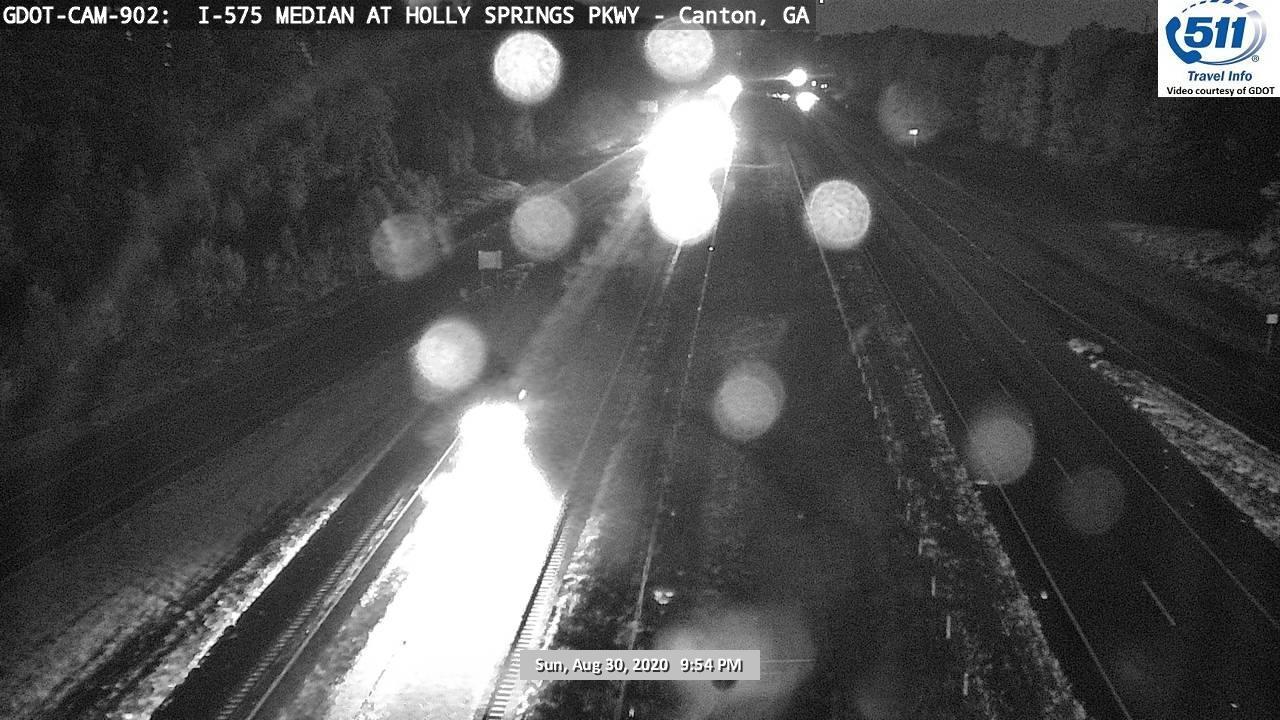 GDOT-CAM-902: I-575 MEDIAN AT HOLLY SPRINGS PKWY - Canton, GA
511
Travel Info
Video courtesy of GDOT
Sun, Aug 30, 2020 9:54 PM